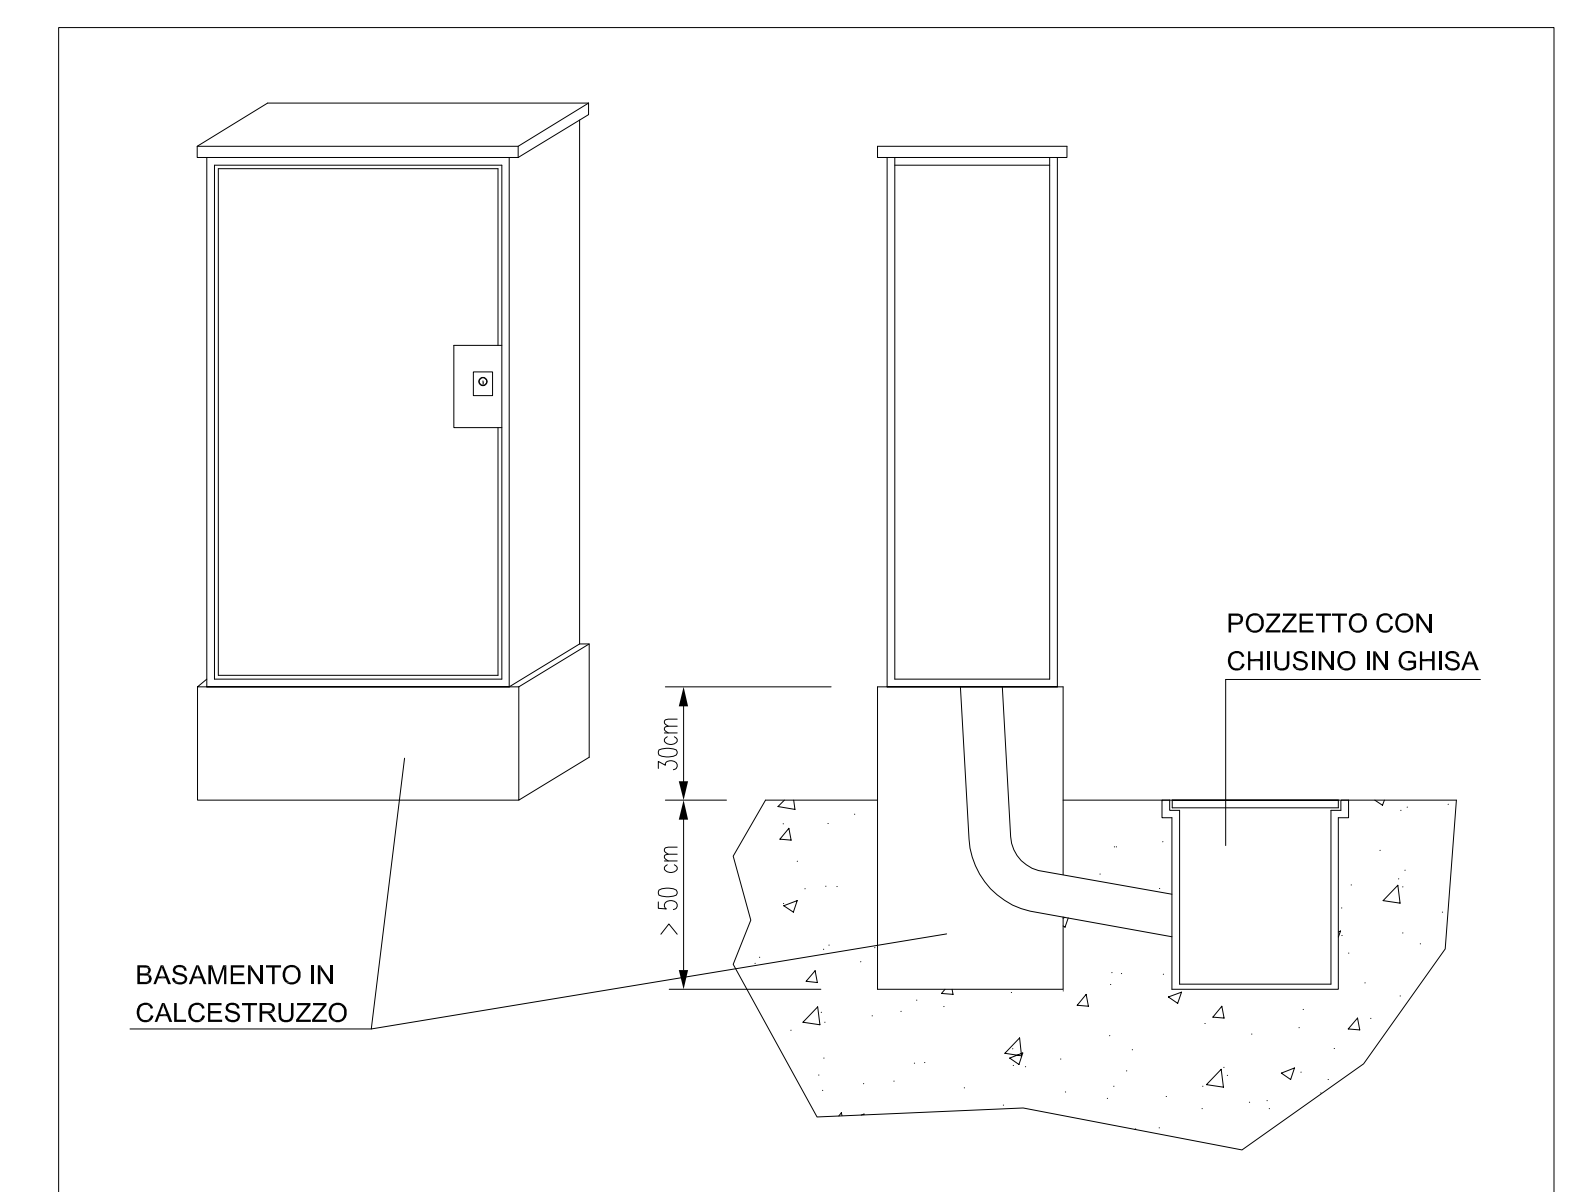 POZZETTO CON
CHIUSINO IN GHISA
30cm
> 50 cm
BASAMENTO IN
CALCESTRUZZO